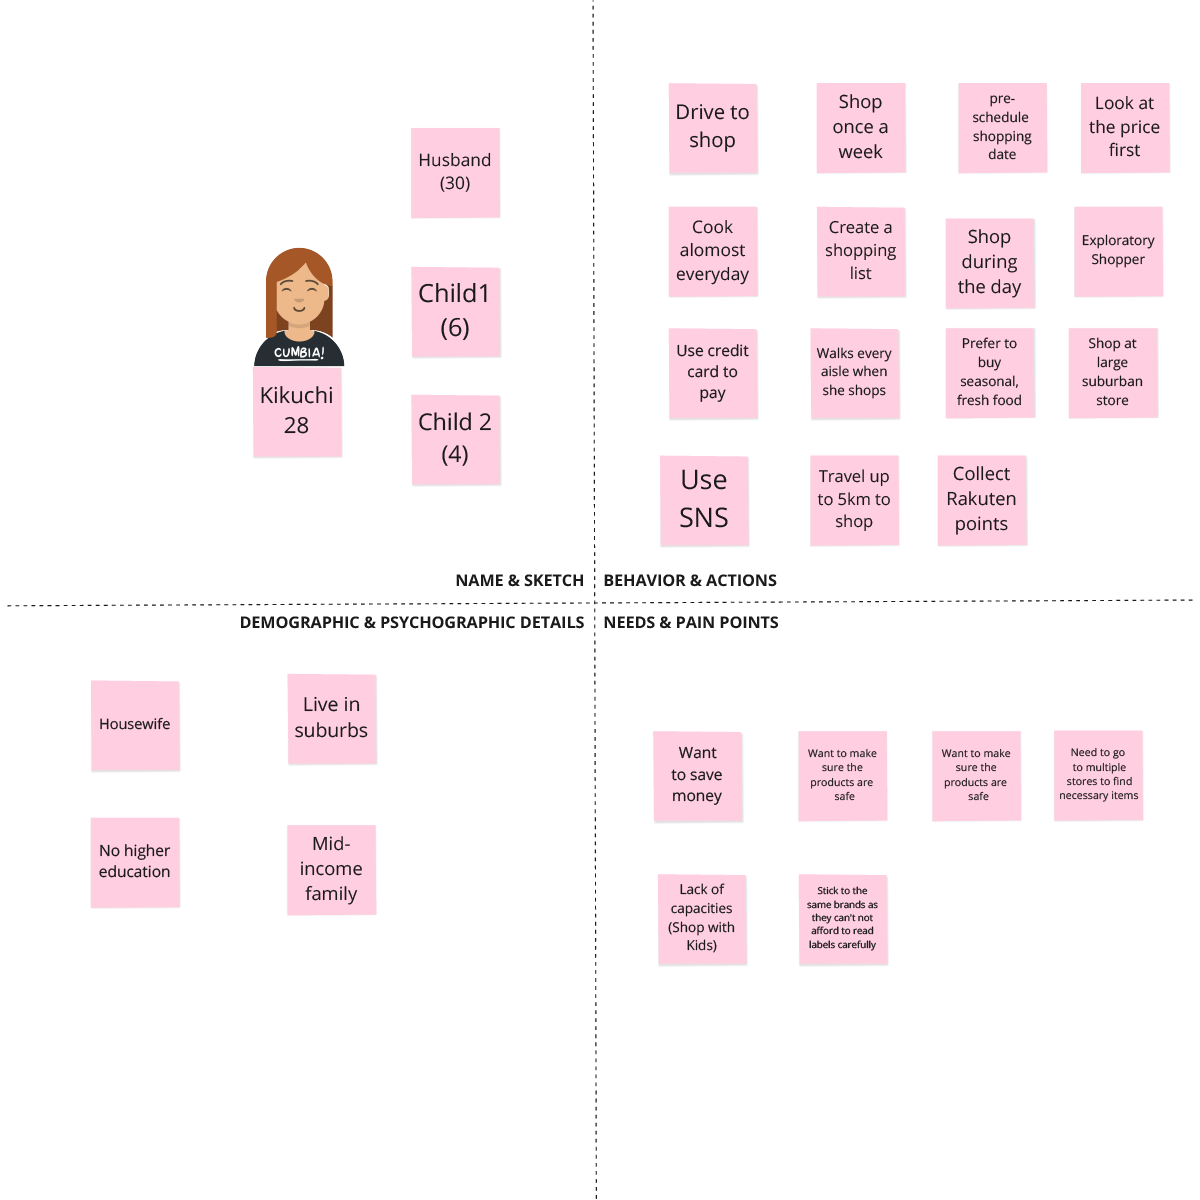 Husband
(30)
Child1
(6)
CUMBIA!
Kikuchi
28
Child 2
(4)
NAME & SKETCH
Drive to
shop
Shop
once a
week
pre-
schedule
shopping
date
Look at
the price
first
Cook
alomost
everyday
Create a
shopping
list
Shop
during
the day
Exploratory
Shopper
Use credit
card to
pay
Walks every
aisle when
she shops
Prefer to
buy
seasonal,
fresh food
Shop at
large
suburban
store
Use
SNS
Travel up
to 5km to
shop
Collect
Rakuten
points
BEHAVIOR & ACTIONS
DEMOGRAPHIC & PSYCHOGRAPHIC DETAILS
Housewife
Live in
suburbs
No higher
education
Mid-
income
family
NEEDS & PAIN POINTS
Want
to save
money
Want to make
sure the
products are
safe
Want to make
sure the
products are
safe
Need to go
to multiple
stores to find
necessary items
Lack of
capacities
(Shop with
Kids)
Stick to the
same brands as
they can't not
afford to read
labels carefully